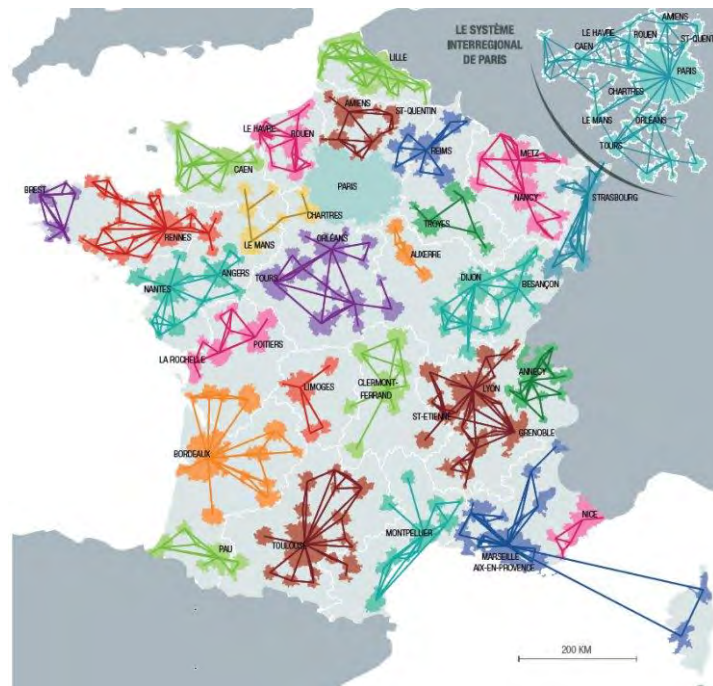 LE SYSTÈME
INTERREGIONAL
DE PARIS
AMIENS
LE HAVRE
ROUEN
CAEN
ST-QUENTIN
PARIS
CHARTRES
LE MANS
ORLÉANS
TOURS
LILLE
AMIENS
ST-QUENTIN
LE HAVRE
ROUEN
REIMS
METZ
CAEN
PARIS
NANCY
STRASBOURG
BREST
CHARTRES
TROYES
RENNES
LE MANS
ORLÉANS
AUXERRE
ANGERS
TOURS
DIJON
BESANÇON
NANTES
POITIERS
LA ROCHELLE
LIMOGES
CLERMONT-
FERRAND
ANNECY
LYON
ST-ETIENNE
GRENOBLE
BORDEAUX
NICE
MONTPELLIER
PAU
TOULOUSE
MARSEILLE
AIX-EN-PROVENCE
200 KM